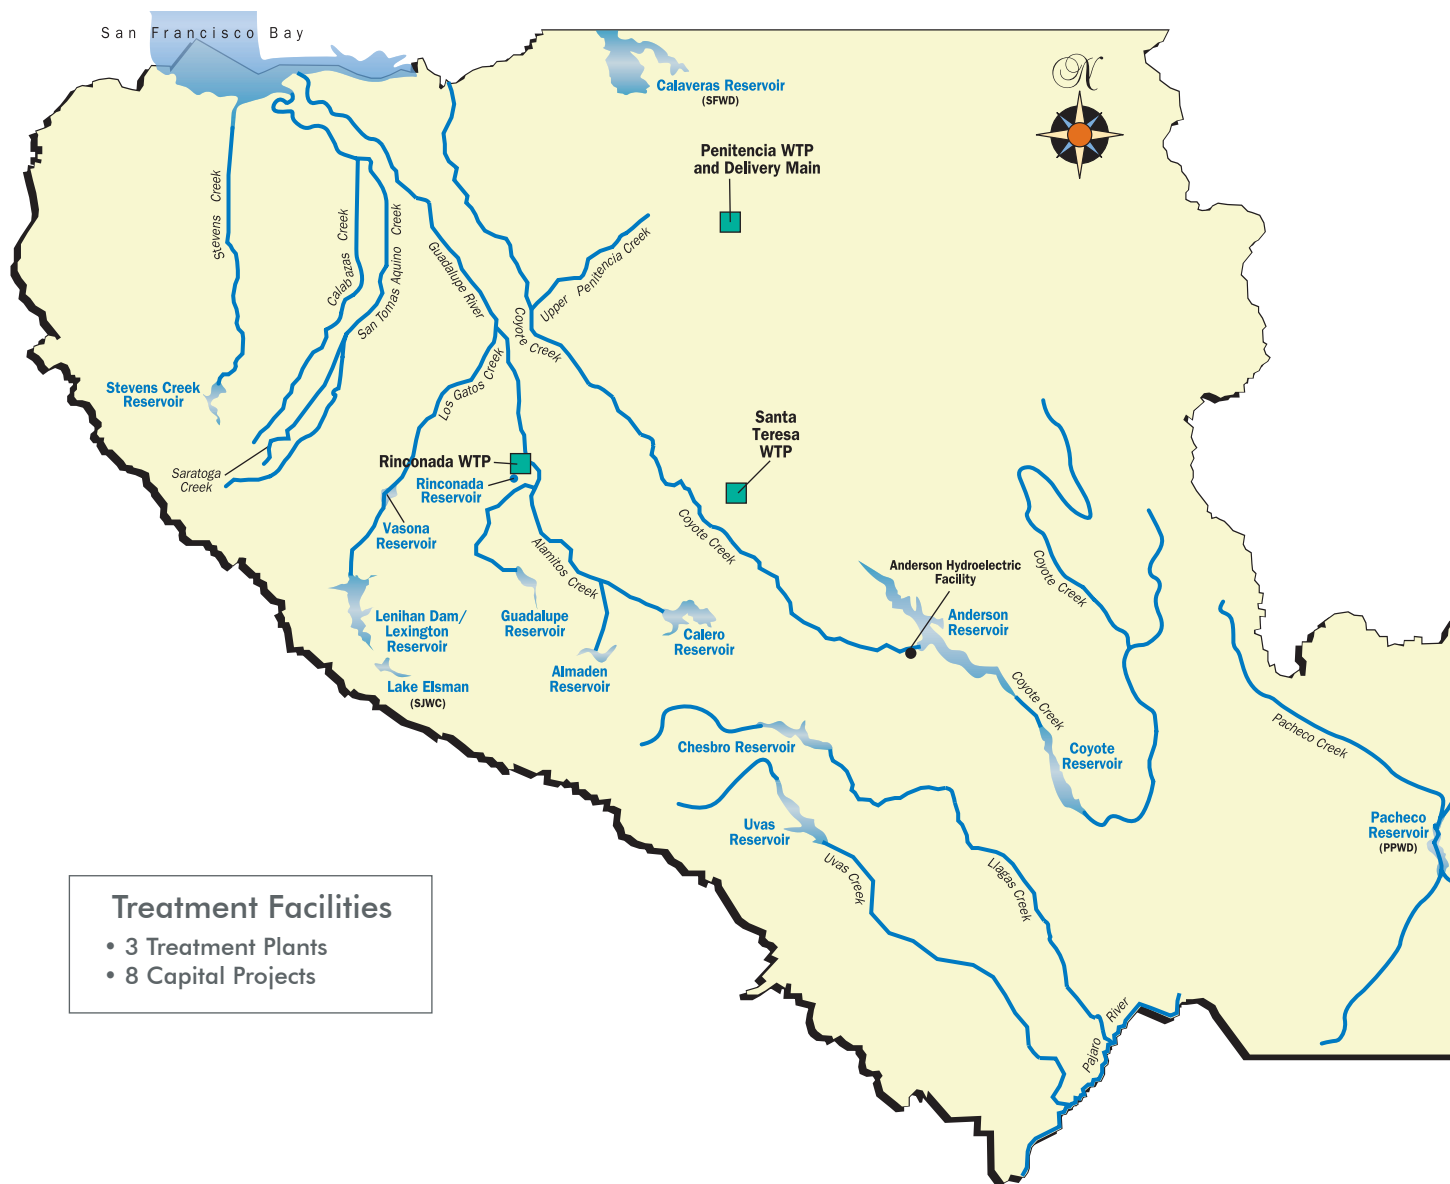 San Francisco Bay
N
Calaveras Reservoir
(SFWD)
Penitencia WTP
and Delivery Main
Stevens Creek
Calabazas Creek
San Tomas Aquino Creek
Guadalupe River
Upper Penitencia Creek
Coyote Creek
Los Gatos Creek
Stevens Creek
Reservoir
Saratoga
Creek
Santa
Teresa
WTP
Rinconada WTP
Rinconada
Reservoir
Vasona
Reservoir
Coyote Creek
Alamitos Creek
Anderson Hydroelectric
Facility
Coyote Creek
Lenihan Dam/
Lexington
Reservoir
Guadalupe
Reservoir
Calero
Reservoir
Anderson
Reservoir
Lake Elsman
(SJWC)
Almaden
Reservoir
Coyote Creek
Pacheco Creek
Chesbro Reservoir
Coyote
Reservoir
Uvas
Reservoir
Pacheco
Reservoir
(PPWD)
Uvas Creek
Llagas Creek
Treatment Facilities
• 3 Treatment Plants
• 8 Capital Projects
Pajaro River